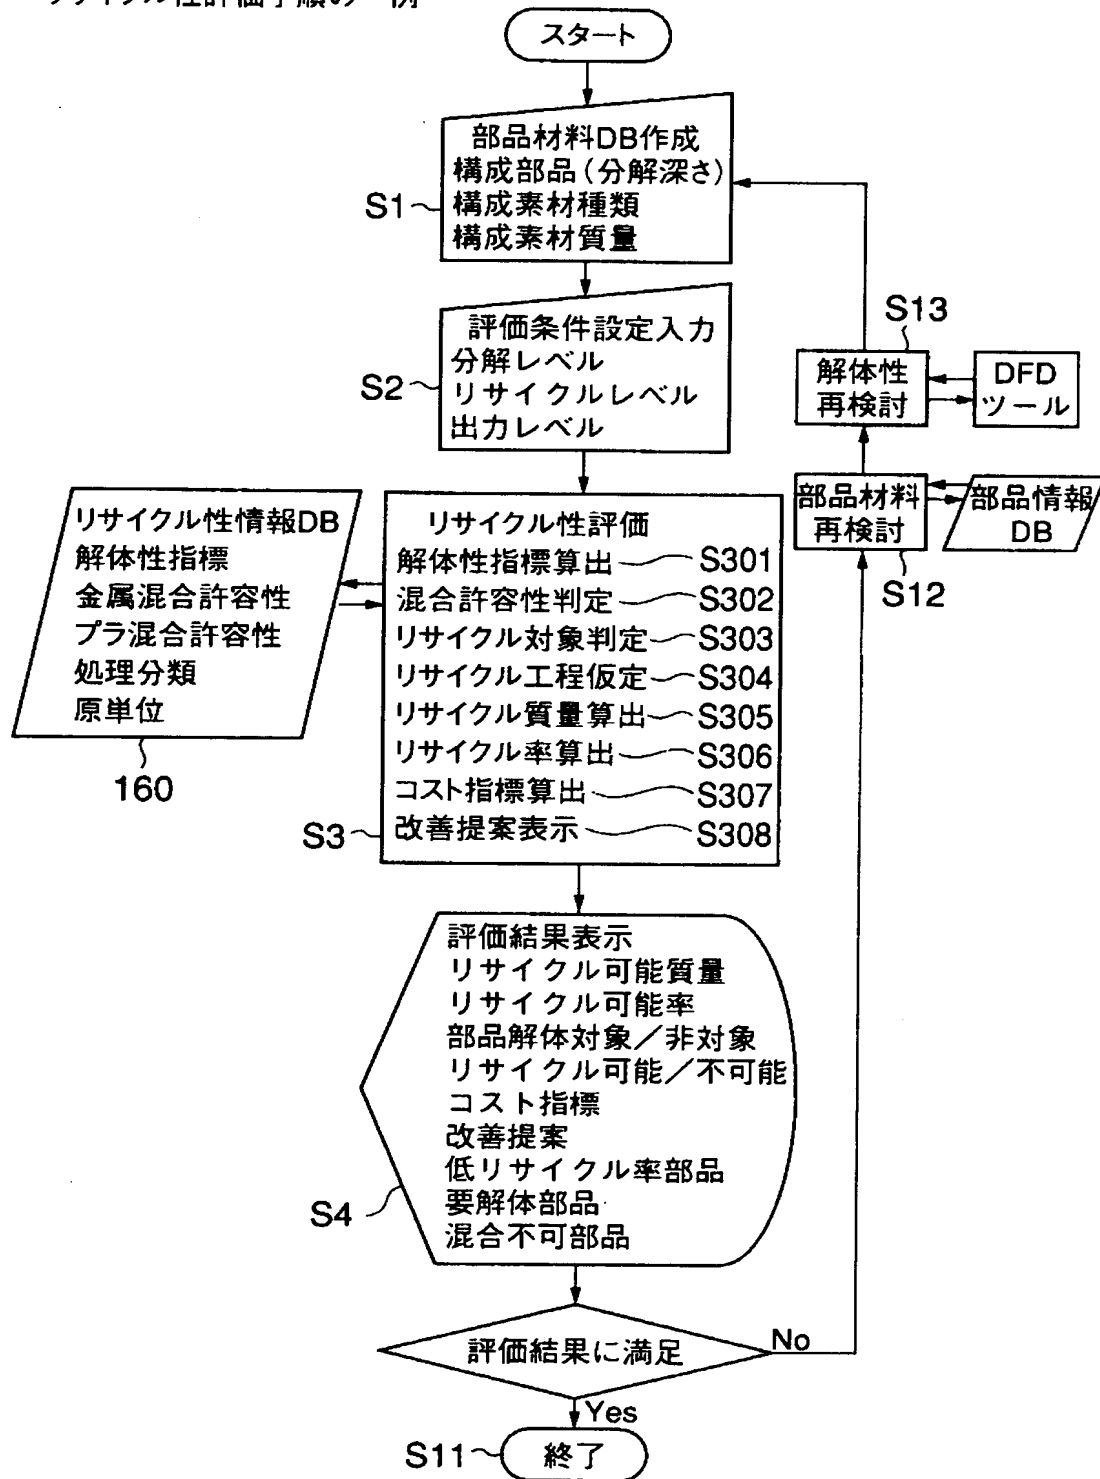 リサイクル性評価手順の一例
スタート
部品材料DB作成
構成部品(分解深さ)
構成素材種類
構成素材質量
S1
評価条件設定入力
分解レベル
リサイクルレベル
出力レベル
S2
S13
解体性
再検討
DFD
ツール
部品材料
再検討
部品情報
DB
S12
リサイクル性情報DB
解体性指標
金属混合許容性
プラ混合許容性
処理分類
原単位
160
リサイクル性評価
解体性指標算出 S301
混合許容性判定 S302
リサイクル対象判定 S303
リサイクル工程仮定 S304
リサイクル質量算出 S305
リサイクル率算出 S306
コスト指標算出 S307
改善提案表示 S308
S3
評価結果表示
リサイクル可能質量
リサイクル可能率
部品解体対象/非対象
リサイクル可能/不可能
コスト指標
改善提案
低リサイクル率部品
要解体部品
混合不可部品
S4
評価結果に満足
No
Yes
S11
終了